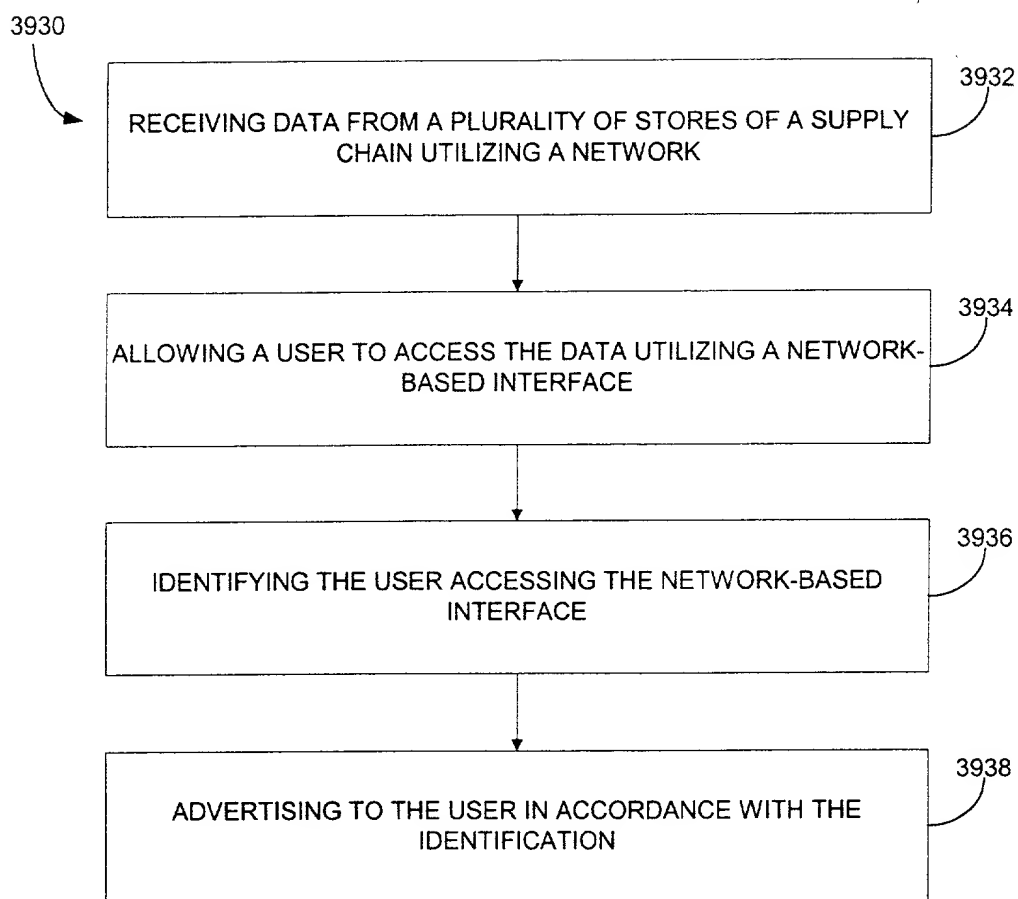 3930
3932
RECEIVING DATA FROM A PLURALITY OF STORES OF A SUPPLY
CHAIN UTILIZING A NETWORK
3934
ALLOWING A USER TO ACCESS THE DATA UTILIZING A NETWORK-
BASED INTERFACE
3936
IDENTIFYING THE USER ACCESSING THE NETWORK-BASED
INTERFACE
3938
ADVERTISING TO THE USER IN ACCORDANCE WITH THE
IDENTIFICATION